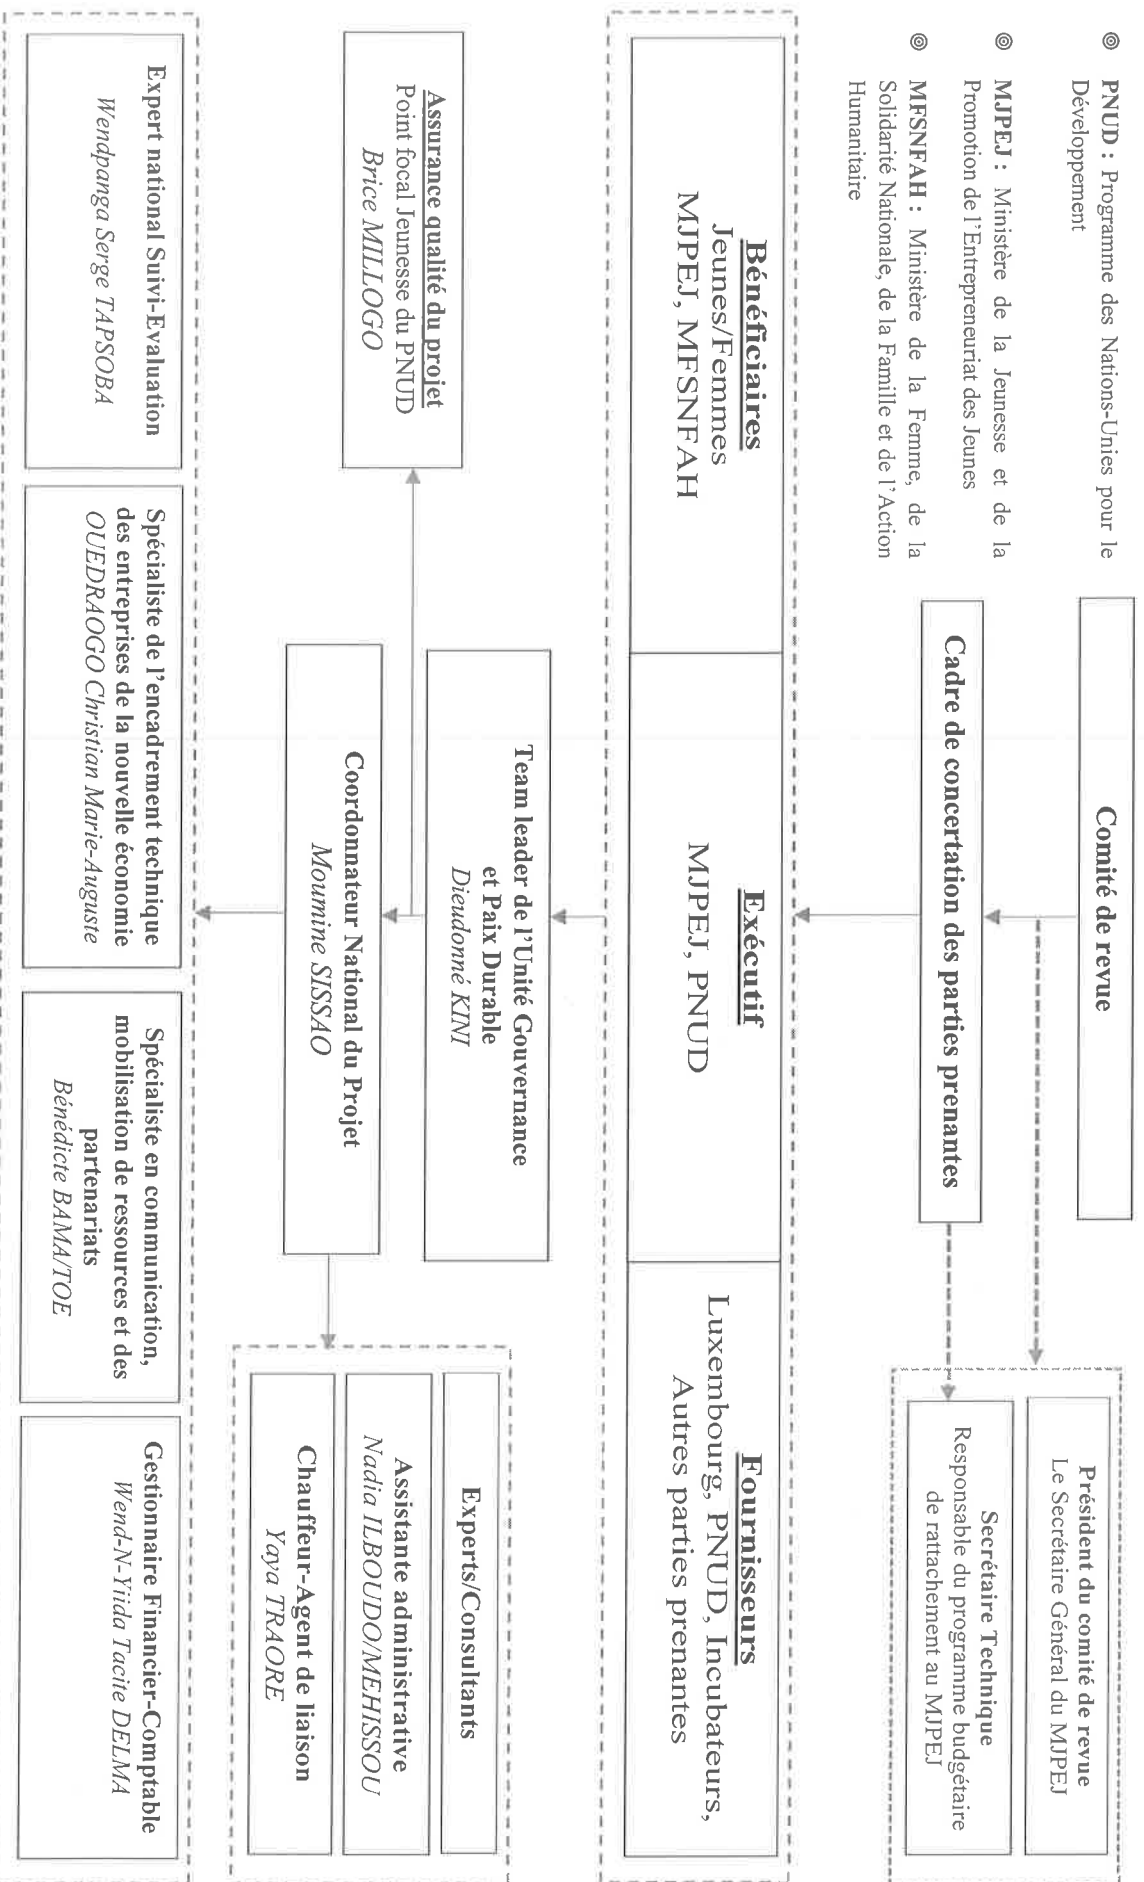 ◎ PNUD : Programme des Nations-Unies pour le
Développement
◎ MJPEJ : Ministère de la Jeunesse et de la
Promotion de l'Entrepreneuriat des Jeunes
◎ MFSNFAH : Ministère de la Femme, de la
Solidarité Nationale, de la Famille et de l'Action
Humanitaire
Comité de revue
Cadre de concertation des parties prenantes
Président du comité de revue
Le Secrétaire Général du MJPEJ
Secrétaire Technique
Responsable du programme budgétaire
de rattachement au MJPEJ
Bénéficiaires
Jeunes/Femmes
MJPEJ, MFSNFAH
Exécutif
MJPEJ, PNUD
Fournisseurs
Luxembourg, PNUD, Incubateurs,
Autres parties prenantes
Team leader de l'Unité Gouvernance
et Paix Durable
Dieudonné KINI
Assurance qualité du projet
Point focal Jeunesse du PNUD
Brice MILLOGO
Coordonnateur National du Projet
Moumine SISSAO
Experts/Consultants
Assistante administrative
Nadia ILBOUDO/MEHISSOU
Chauffeur-Agent de liaison
Yaya TRAORE
Expert national Suivi-Evaluation
Wendpanga Serge TAPSOBA
Spécialiste de l'encadrement technique
des entreprises de la nouvelle économie
OUEDRAOGO Christian Marie-Auguste
Spécialiste en communication,
mobilisation de ressources et des
partenariats
Bénédicte BAMA/TOE
Gestionnaire Financier-Comptable
Wend-N-Yiida Tacite DELMA